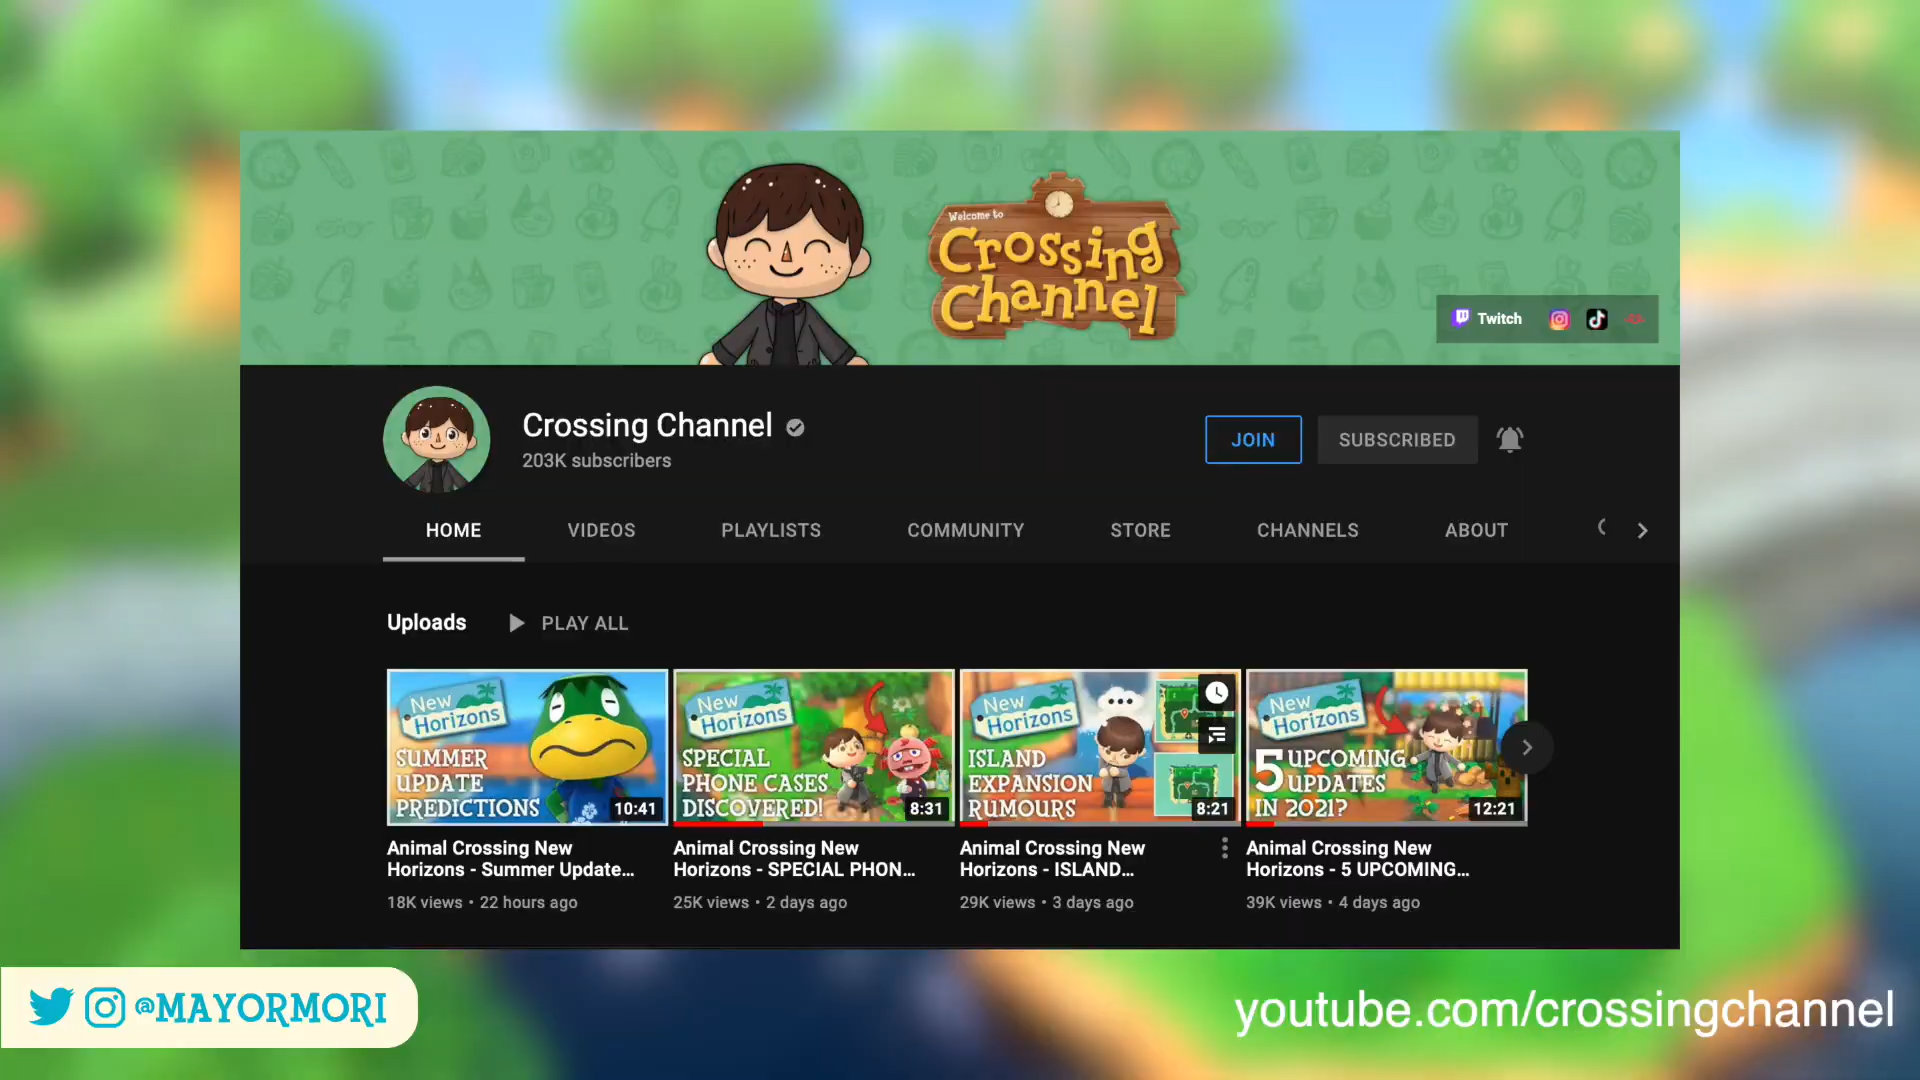 Welcome to
Crossing
Channel
Twitch
Crossing Channel
203K subscribers
JOIN
SUBSCRIBED
HOME
VIDEOS
PLAYLISTS
COMMUNITY
STORE
CHANNELS
ABOUT
Uploads
PLAY ALL
New
Horizons
SUMMER
UPDATE
PREDICTIONS
10:41
New
Horizons
SPECIAL
PHONE CASES
DISCOVERED!
8:31
New
Horizons
ISLAND
EXPANSION
RUMOURS
8:21
New
Horizons
5 UPCOMING
UPDATES
IN 2021?
12:21
Animal Crossing New
Horizons - Summer Update...
18K views • 22 hours ago
Animal Crossing New
Horizons - SPECIAL PHON...
25K views • 2 days ago
Animal Crossing New
Horizons - ISLAND...
29K views • 3 days ago
Animal Crossing New
Horizons - 5 UPCOMING...
39K views • 4 days ago
@MAYORMORI
youtube.com/crossingchannel